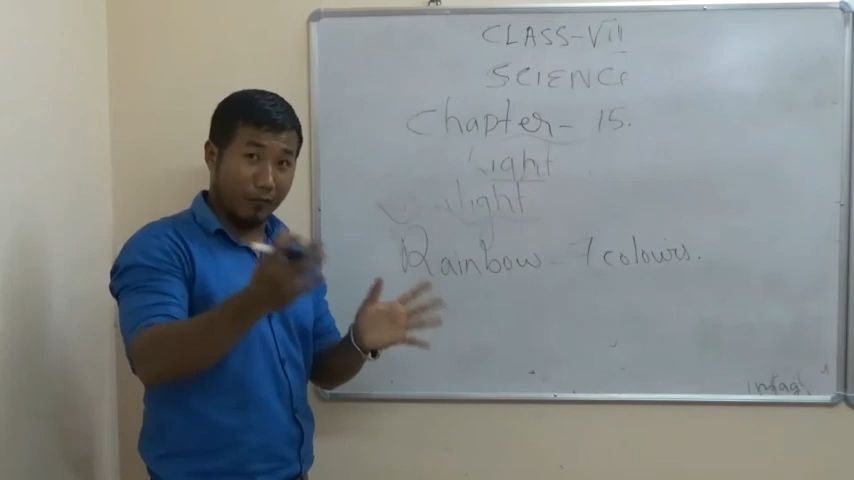 CLASS-VII
SCIENCE
Chapter - 15.
Light
light
Rainbow - 7 colours.